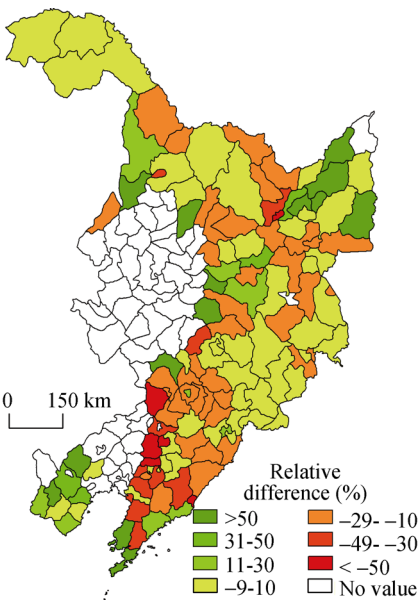 0 150 km
Relative
difference (%)
>50 –29- –10
31-50 –49- –30
11-30 < –50
–9-10 No value